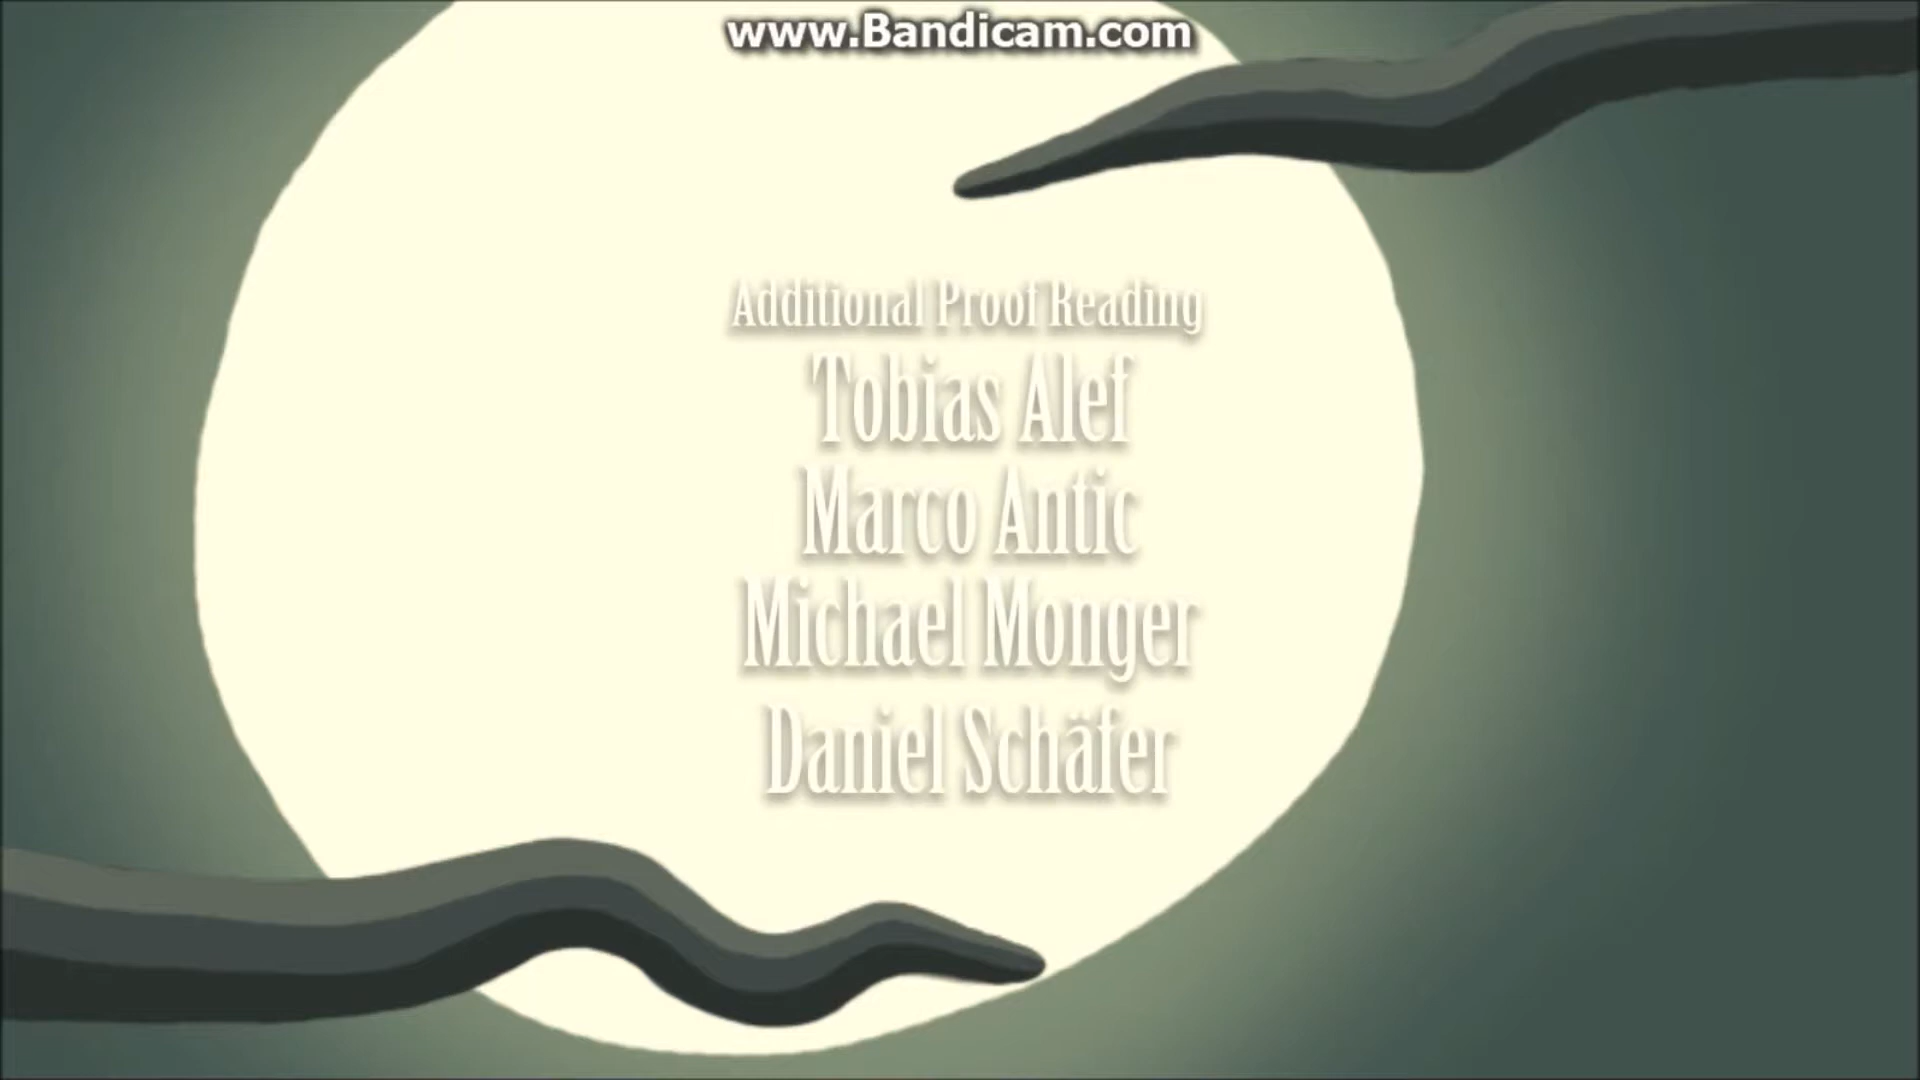 www.Bandicam.com
Additional Proof Reading
Tobias Alef
Marco Antic
Michael Monger
Daniel Schäfer